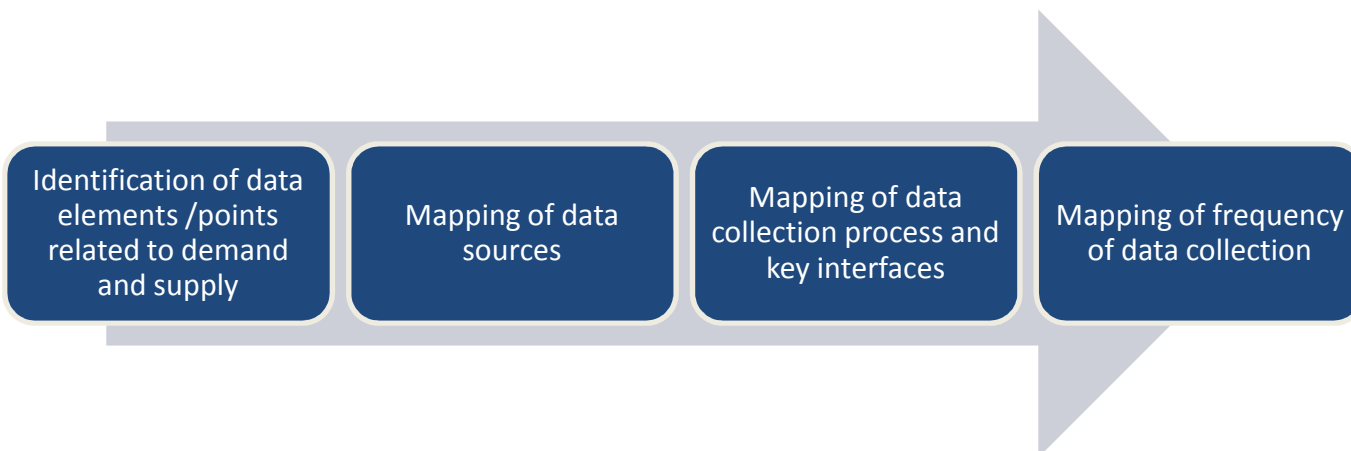 Identification of data
elements /points
related to demand
and supply
Mapping of data
sources
Mapping of data
collection process and
key interfaces
Mapping of frequency
of data collection